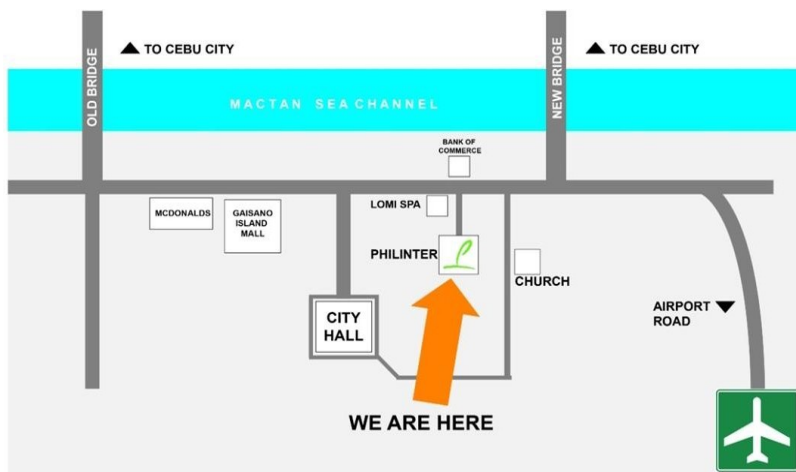 TO CEBU CITY
TO CEBU CITY
OLD BRIDGE
NEW BRIDGE
MACTAN SEA CHANNEL
BANK OF
COMMERCE
MCDONALDS
GAISANO
ISLAND
MALL
LOMI SPA
PHILINTER
CHURCH
CITY
HALL
AIRPORT
ROAD
WE ARE HERE